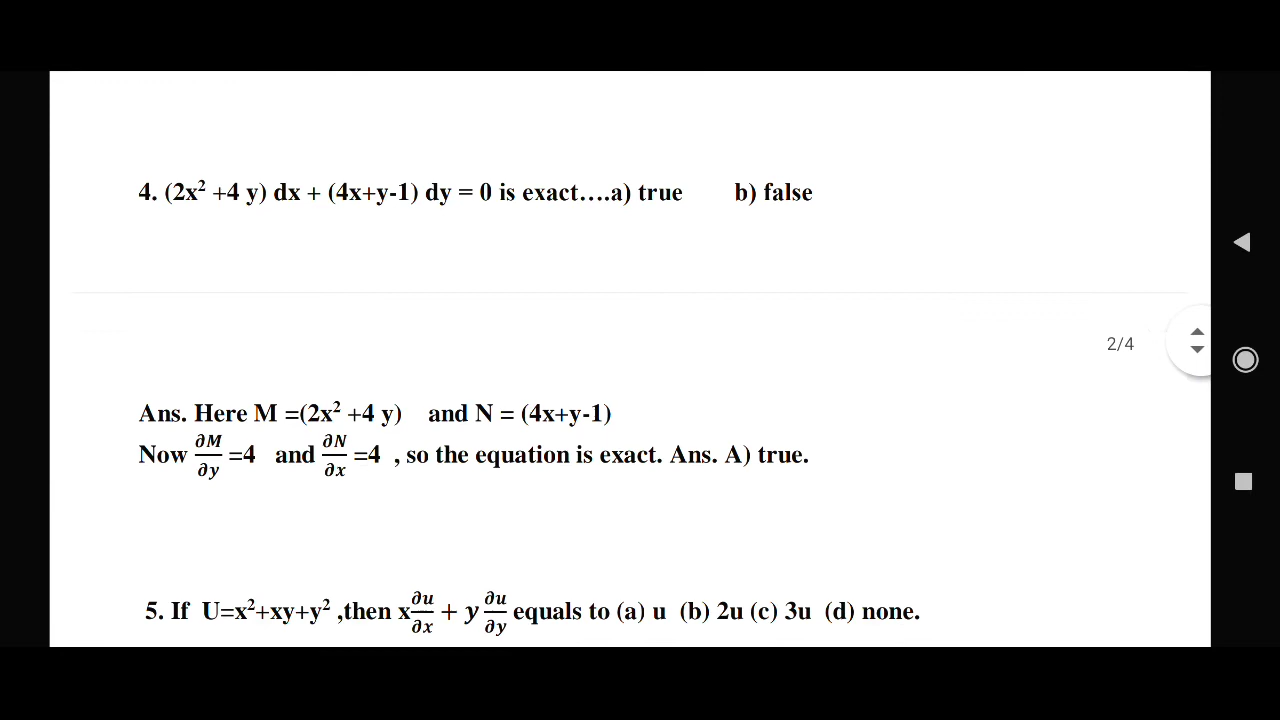 4. (2x² +4 y) dx + (4x+y-1) dy = 0 is exact....a) true b) false
2/4
Ans. Here M =(2x² +4 y) and N = (4x+y-1)
Now ∂M/∂y =4 and ∂N/∂x =4 , so the equation is exact. Ans. A) true.
5. If U=x²+xy+y² ,then x∂u/∂x + y∂u/∂y equals to (a) u (b) 2u (c) 3u (d) none.